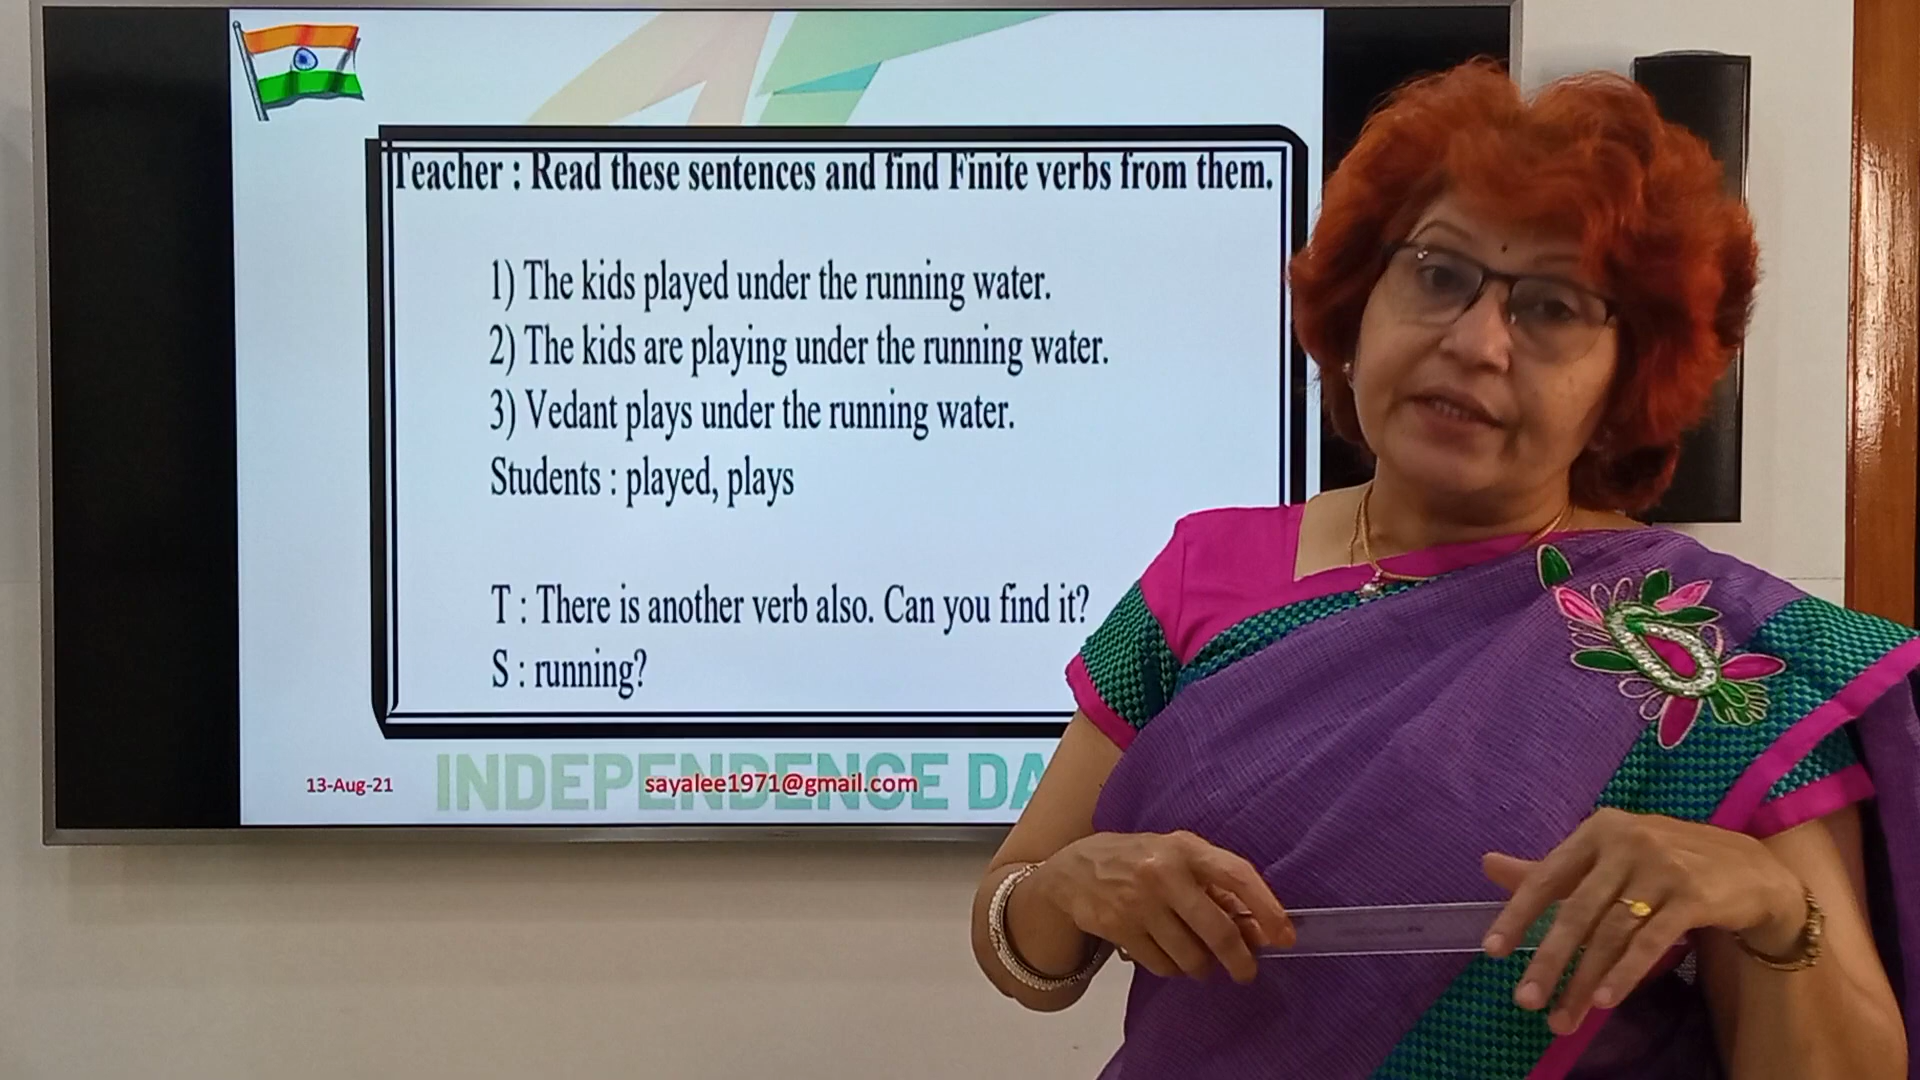 Teacher : Read these sentences and find Finite verbs from them.
1) The kids played under the running water.
2) The kids are playing under the running water.
3) Vedant plays under the running water.
Students : played, plays
T : There is another verb also. Can you find it?
S : running?
INDEPENDENCE DA
13-Aug-21
sayalee1971@gmail.com